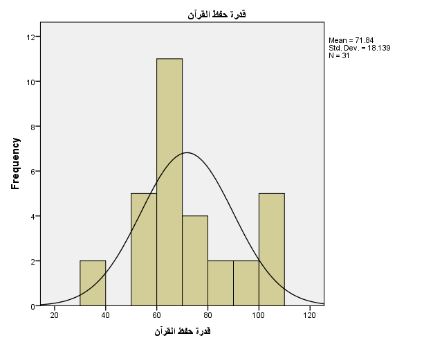 قدرة حفظ القرآن
Mean = 71.84
Std. Dev. = 18.139
N = 31
12
10
8
6
4
2
0
Frequency
20 40 60 80 100 120
قدرة حفظ القرآن